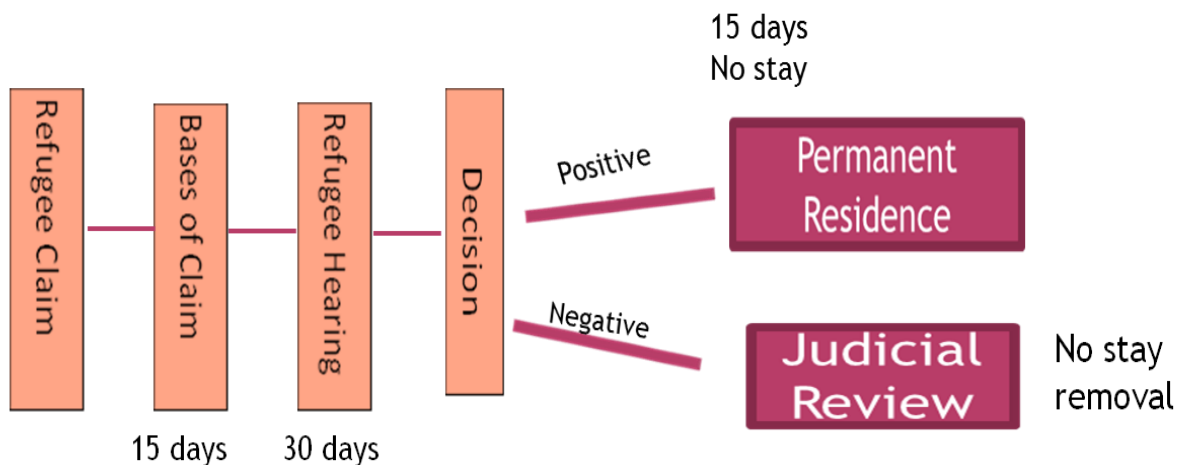 Refugee Claim
Bases of Claim
15 days
Refugee Hearing
30 days
Decision
Positive
15 days
No stay
Permanent
Residence
Negative
Judicial
Review
No stay
removal